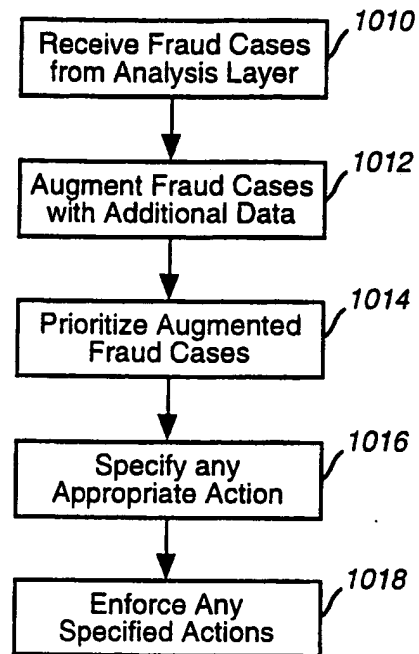 1010
Receive Fraud Cases
from Analysis Layer
1012
Augment Fraud Cases
with Additional Data
1014
Prioritize Augmented
Fraud Cases
1016
Specify any
Appropriate Action
1018
Enforce Any
Specified Actions